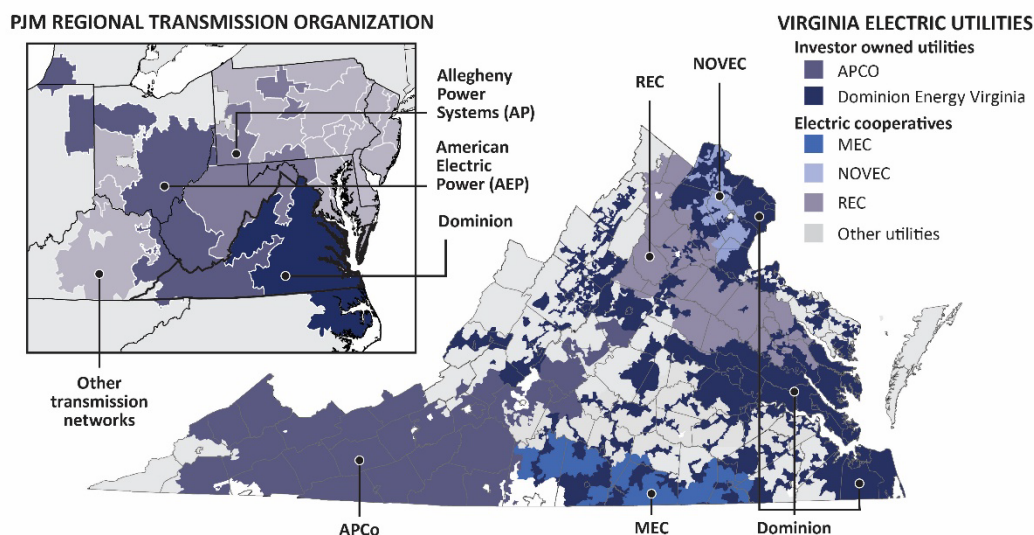 PJM REGIONAL TRANSMISSION ORGANIZATION
Allegheny
Power
Systems (AP)
American
Electric
Power (AEP)
Dominion
Other
transmission
networks
VIRGINIA ELECTRIC UTILITIES
Investor owned utilities
APCO
Dominion Energy Virginia
Electric cooperatives
MEC
NOVEC
REC
Other utilities
REC
NOVEC
APCo
MEC
Dominion